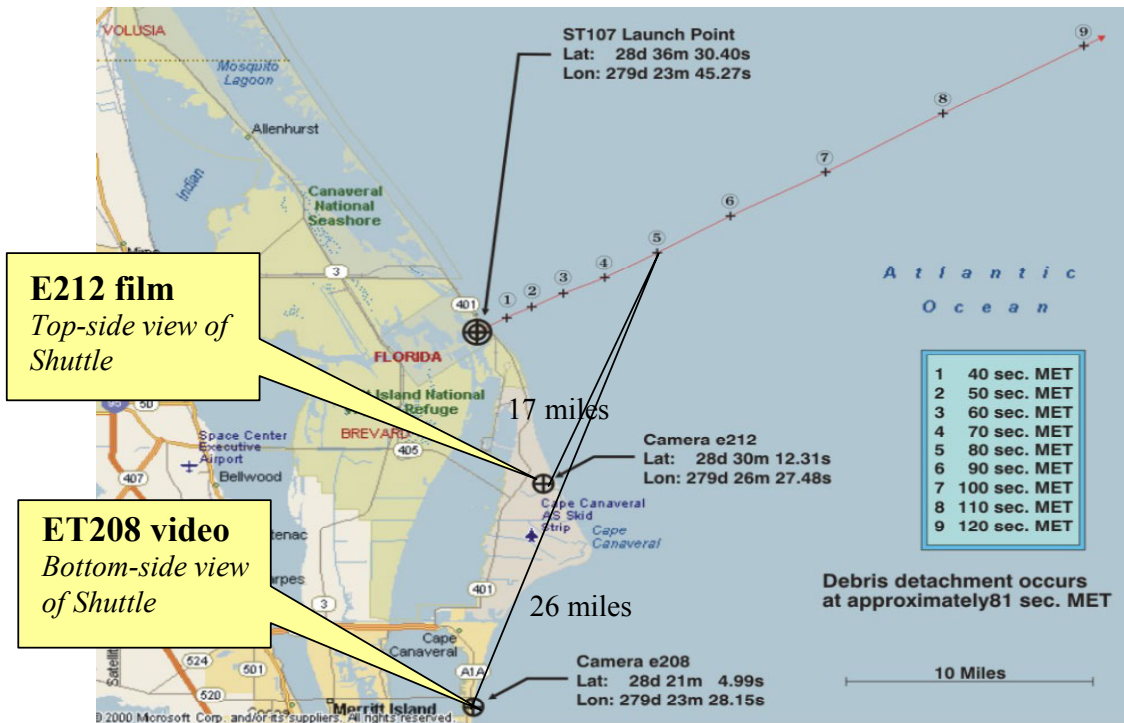 VOLUSIA
Mosquito
Lagoon
Allenhurst
Indian
Canaveral
National
Seashore
3
401
FLORIDA
Island National
Refuge
BREVARD
405
50
Space Center
Executive
Airport
407
Bellwood
3
401
Cape Canaveral
AS Skid
Strip
Cape
Canaveral
Cape
Canaveral
A1A
524
501
520
Merritt Island
© 2000 Microsoft Corp. and/or its suppliers. All rights reserved.
ST107 Launch Point
Lat: 28d 36m 30.40s
Lon: 279d 23m 45.27s
1
2
3
4
5
6
7
8
9
E212 film
Top-side view of
Shuttle
17 miles
Camera e212
Lat: 28d 30m 12.31s
Lon: 279d 26m 27.48s
ET208 video
Bottom-side view
of Shuttle
26 miles
Camera e208
Lat: 28d 21m 4.99s
Lon: 279d 23m 28.15s
Atlantic
Ocean
1 40 sec. MET
2 50 sec. MET
3 60 sec. MET
4 70 sec. MET
5 80 sec. MET
6 90 sec. MET
7 100 sec. MET
8 110 sec. MET
9 120 sec. MET
Debris detachment occurs
at approximately81 sec. MET
10 Miles